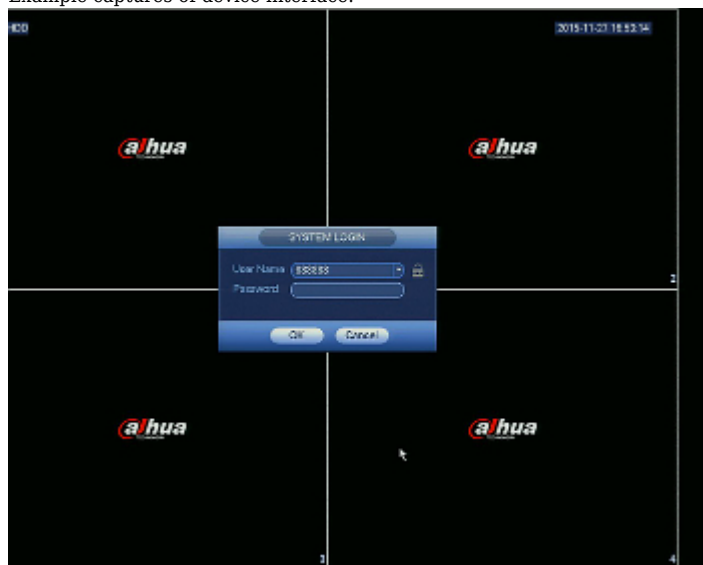 Example captures of device interface.
HDD
2015-11-27 16:53:14
alhua
alhua
SYSTEM LOGIN
User Name 888888
Password
2
OK Cancel
alhua
alhua
3
4